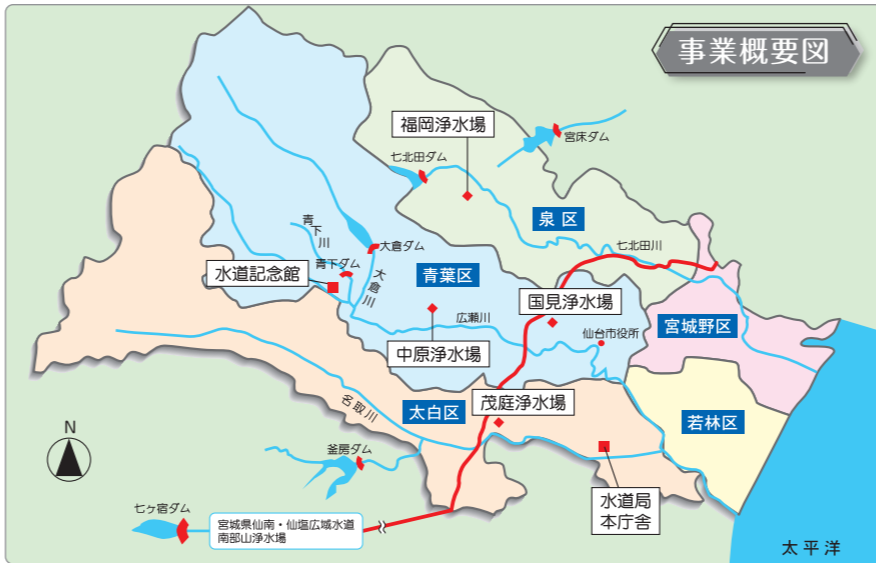 事業概要図
福岡浄水場
宮床ダム
七北田ダム
泉区
七北田川
青下川
大倉ダム
青下ダム
大倉川
水道記念館
青葉区
国見浄水場
広瀬川
仙台市役所
宮城野区
中原浄水場
名取川
太白区
茂庭浄水場
若林区
N
釜房ダム
七ヶ宿ダム
宮城県仙南・仙塩広域水道
南部山浄水場
水道局
本庁舎
太平洋